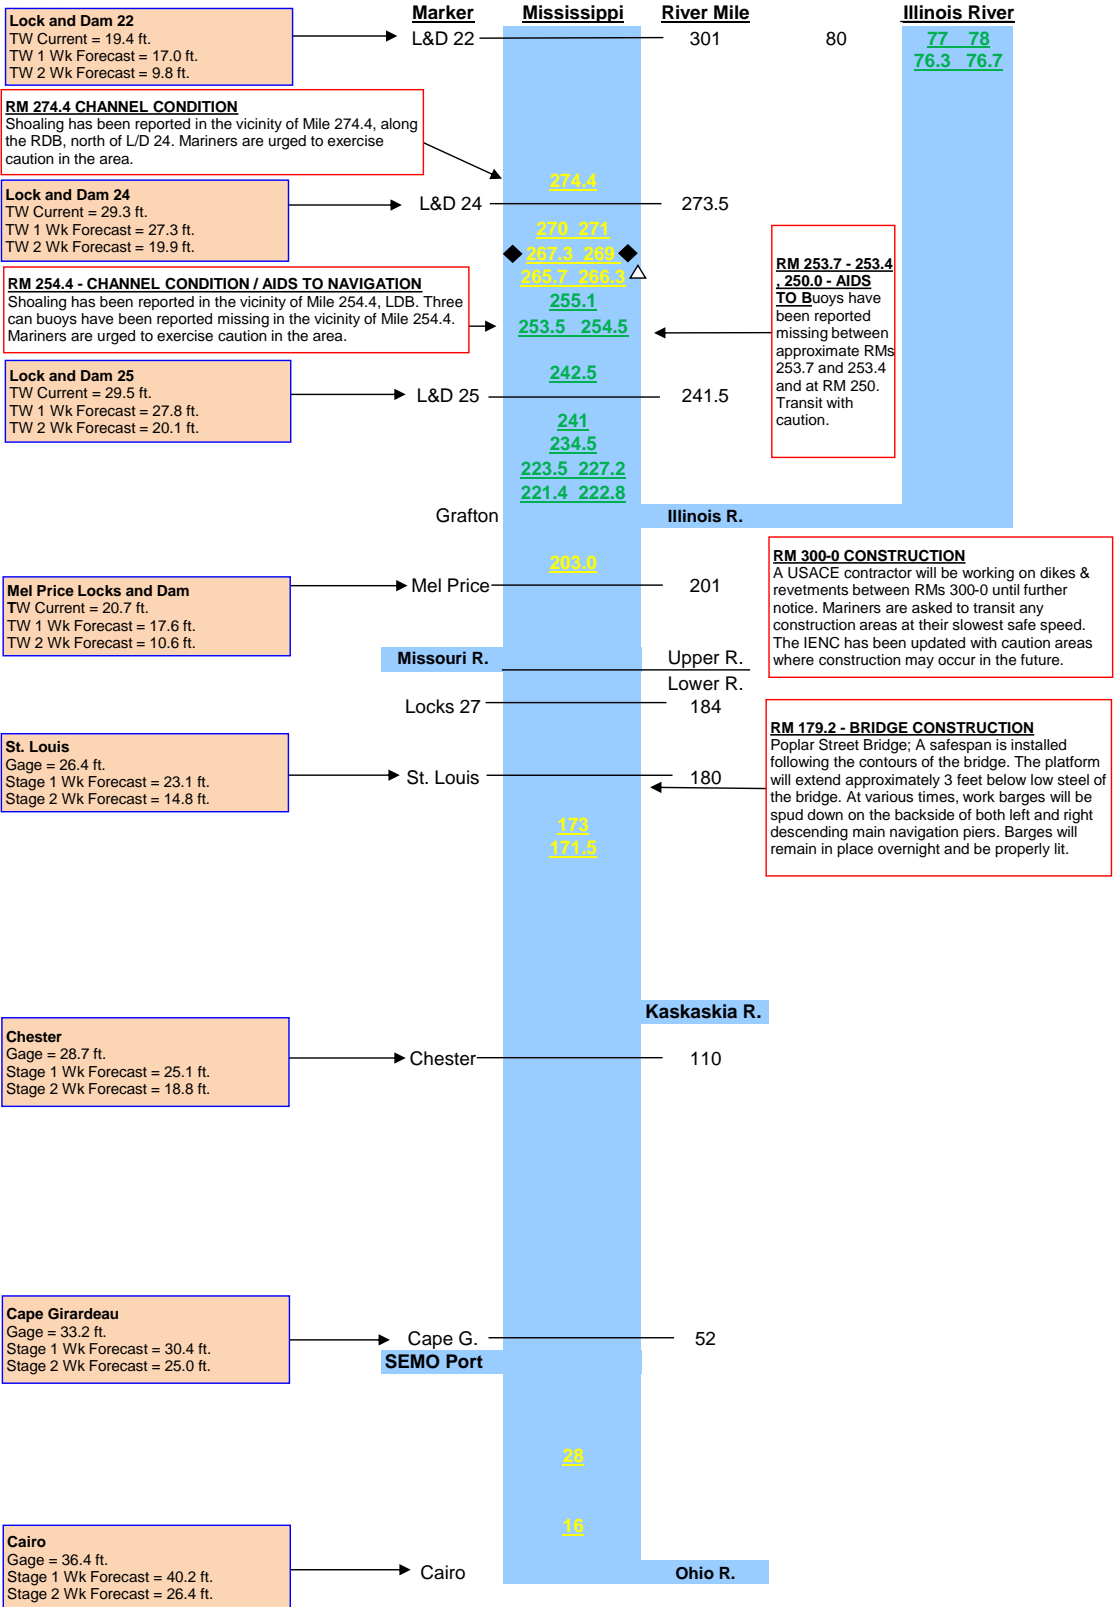 Marker Mississippi River Mile Illinois River
Lock and Dam 22
TW Current = 19.4 ft.
TW 1 Wk Forecast = 17.0 ft.
TW 2 Wk Forecast = 9.8 ft.
L&D 22 301 80 77 78
76.3 76.7
RM 274.4 CHANNEL CONDITION
Shoaling has been reported in the vicinity of Mile 274.4, along
the RDB, north of L/D 24. Mariners are urged to exercise
caution in the area.
274.4
Lock and Dam 24
TW Current = 29.3 ft.
TW 1 Wk Forecast = 27.3 ft.
TW 2 Wk Forecast = 19.9 ft.
L&D 24 273.5
270 271
267.3 269
265.7 266.3
255.1
253.5 254.5
RM 254.4 - CHANNEL CONDITION / AIDS TO NAVIGATION
Shoaling has been reported in the vicinity of Mile 254.4, LDB. Three
can buoys have been reported missing in the vicinity of Mile 254.4.
Mariners are urged to exercise caution in the area.
RM 253.7 - 253.4
, 250.0 - AIDS
TO Buoys have
been reported
missing between
approximate RMs
253.7 and 253.4
and at RM 250.
Transit with
caution.
242.5
Lock and Dam 25
TW Current = 29.5 ft.
TW 1 Wk Forecast = 27.8 ft.
TW 2 Wk Forecast = 20.1 ft.
L&D 25 241.5
241
234.5
223.5 227.2
221.4 222.8
Grafton Illinois R.
203.0
RM 300-0 CONSTRUCTION
A USACE contractor will be working on dikes &
revetments between RMs 300-0 until further
notice. Mariners are asked to transit any
construction areas at their slowest safe speed.
The IENC has been updated with caution areas
where construction may occur in the future.
Mel Price Locks and Dam
TW Current = 20.7 ft.
TW 1 Wk Forecast = 17.6 ft.
TW 2 Wk Forecast = 10.6 ft.
Mel Price 201
Missouri R. Upper R.
Lower R.
Locks 27 184
RM 179.2 - BRIDGE CONSTRUCTION
Poplar Street Bridge; A safespan is installed
following the contours of the bridge. The platform
will extend approximately 3 feet below low steel of
the bridge. At various times, work barges will be
spud down on the backside of both left and right
descending main navigation piers. Barges will
remain in place overnight and be properly lit.
St. Louis
Gage = 26.4 ft.
Stage 1 Wk Forecast = 23.1 ft.
Stage 2 Wk Forecast = 14.8 ft.
St. Louis 180
173
171.5
Kaskaskia R.
Chester
Gage = 28.7 ft.
Stage 1 Wk Forecast = 25.1 ft.
Stage 2 Wk Forecast = 18.8 ft.
Chester 110
Cape Girardeau
Gage = 33.2 ft.
Stage 1 Wk Forecast = 30.4 ft.
Stage 2 Wk Forecast = 25.0 ft.
Cape G. 52
SEMO Port
28
16
Cairo
Gage = 36.4 ft.
Stage 1 Wk Forecast = 40.2 ft.
Stage 2 Wk Forecast = 26.4 ft.
Cairo Ohio R.